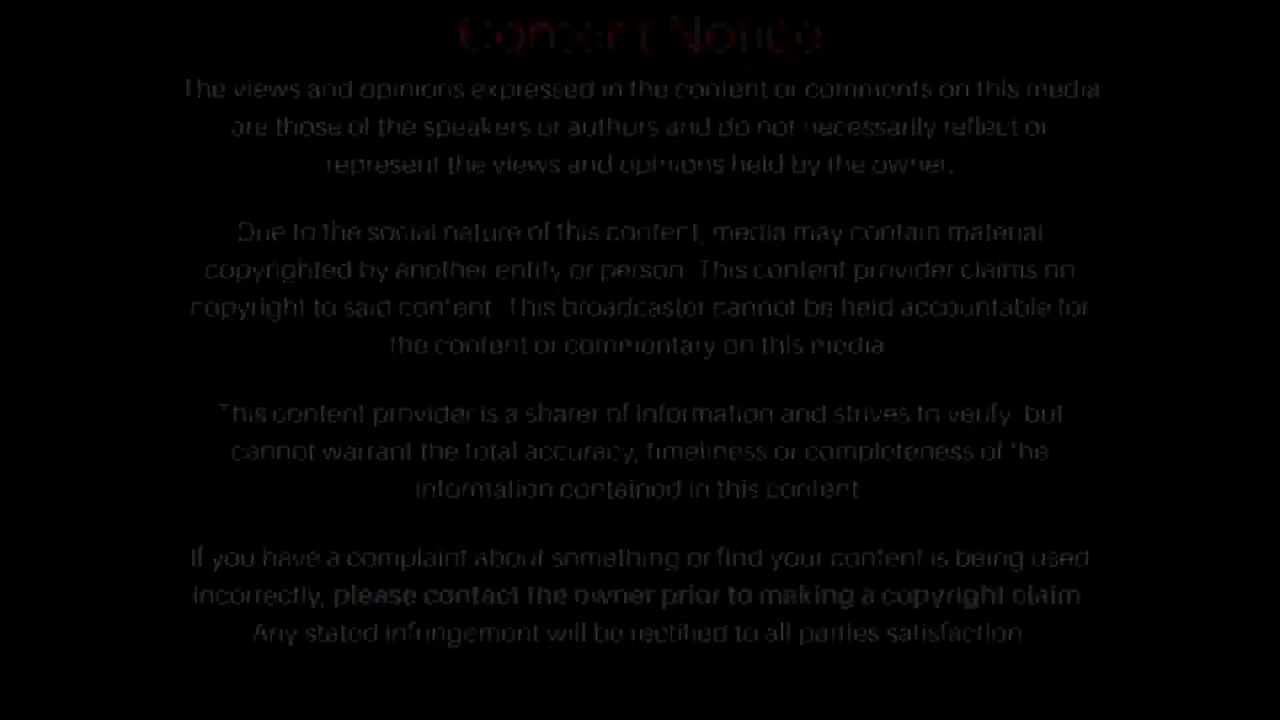 Content Notice
The views and opinions expressed in the content or comments on this media
are those of the speakers or authors and do not necessarily reflect or
represent the views and opinions held by the owner.
Due to the social nature of this content, media may contain material
copyrighted by another entity or person. This content provider claims no
copyright to said content. This broadcaster cannot be held accountable for
the content or commentary on this media
This content provider is a sharer of information and strives to verify, but
cannot warrant the total accuracy, timeliness or completeness of the
information contained in this content
If you have a complaint about something or find your content is being used
incorrectly, please contact the owner prior to making a copyright claim
Any stated infringement will be rectified to all parties satisfaction